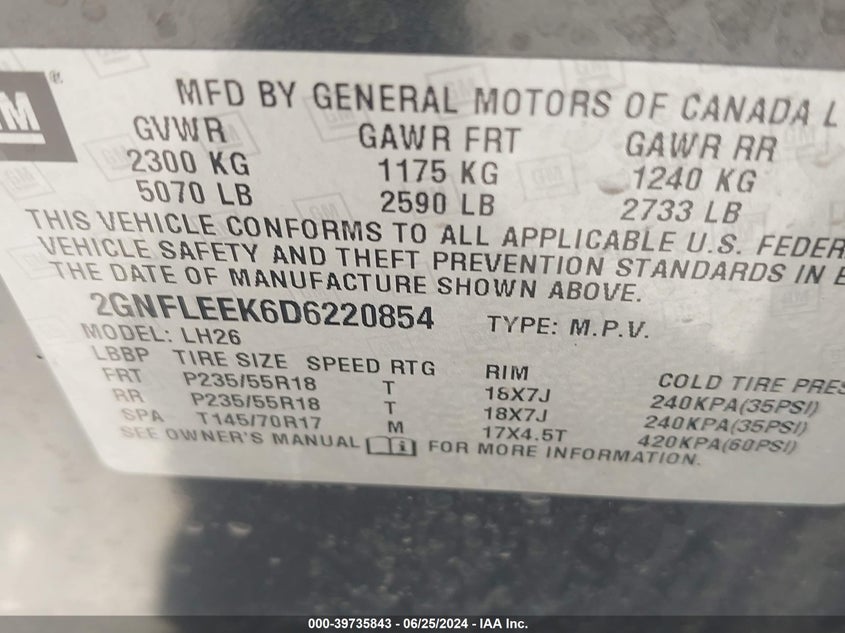 GM ®
MFD BY GENERAL MOTORS OF CANADA L
GVWR GAWR FRT GAWR RR
2300 KG 1175 KG 1240 KG
5070 LB 2590 LB 2733 LB
THIS VEHICLE CONFORMS TO ALL APPLICABLE U.S. FEDER
VEHICLE SAFETY AND THEFT PREVENTION STANDARDS IN E
THE DATE OF MANUFACTURE SHOWN ABOVE.
2GNFLEEK6D6220854 TYPE: M.P.V.
MODEL: LH26
LBBP TIRE SIZE SPEED RTG RIM COLD TIRE PRES
FRT P235/55R18 T 18X7J 240KPA(35PSI)
RR P235/55R18 T 18X7J 240KPA(35PSI)
SPA T145/70R17 M 17X4.5T 420KPA(60PSI)
SEE OWNER'S MANUAL i FOR MORE INFORMATION.
000-39735843 - 06/25/2024 - IAA Inc.